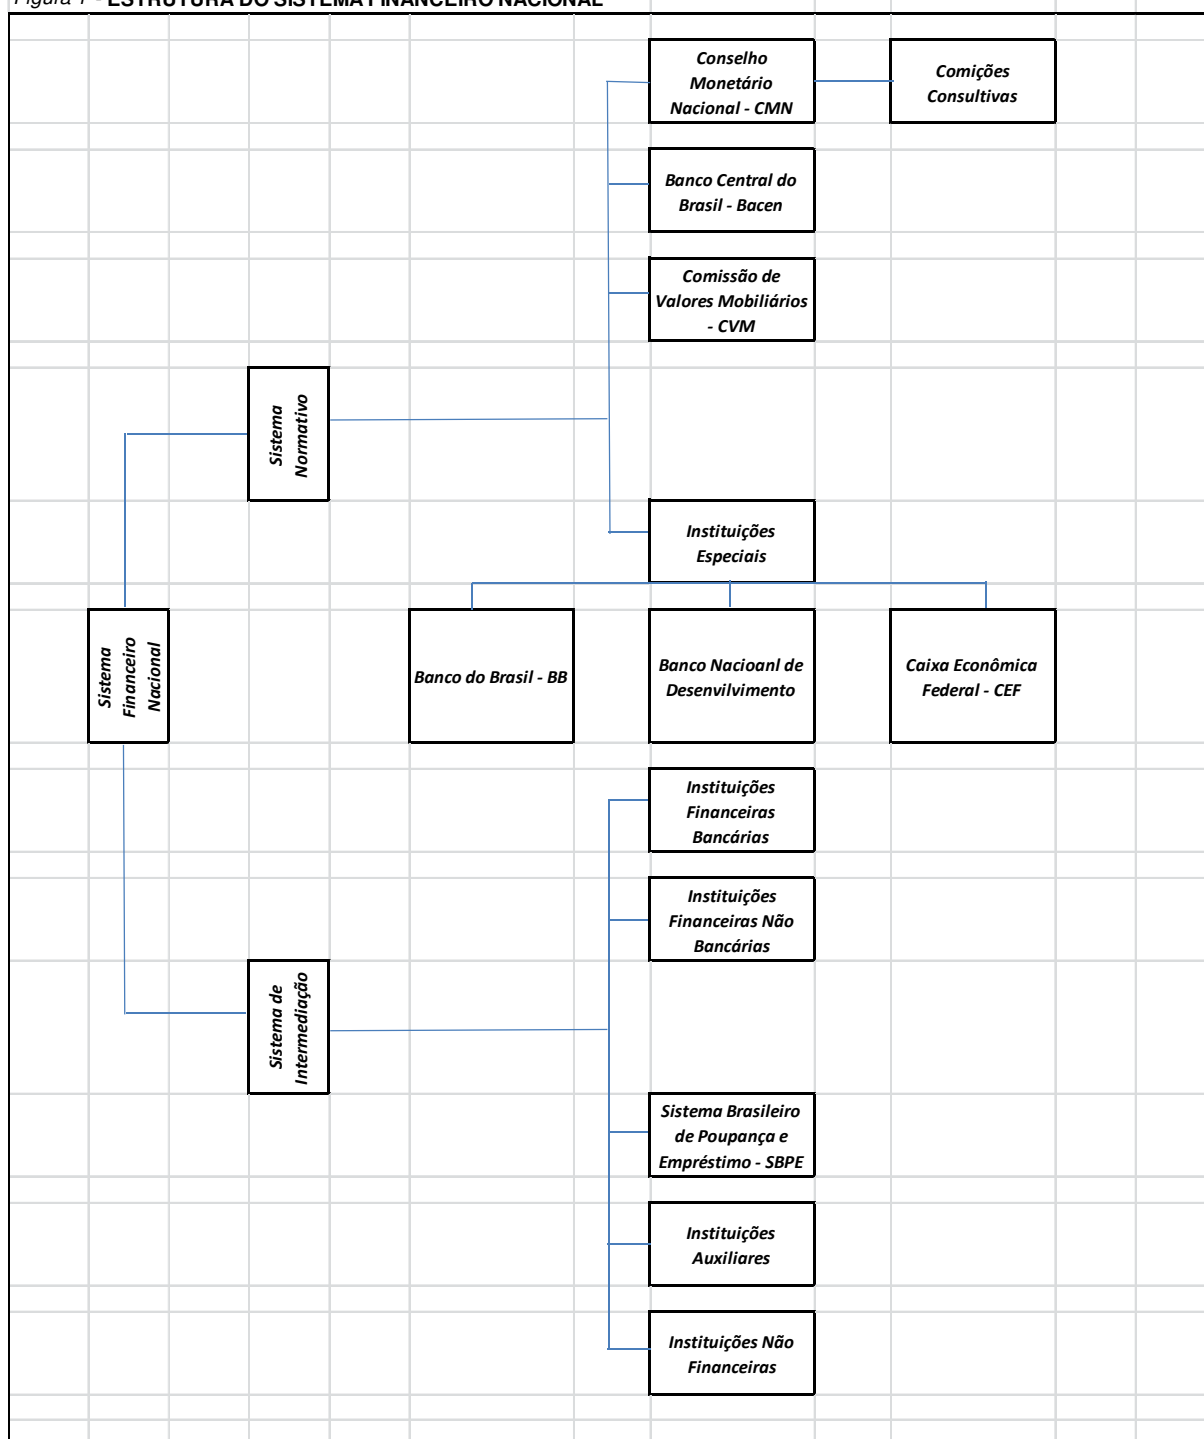 Figura 1 - ESTRUTURA DO SISTEMA FINANCEIRO NACIONAL
Conselho
Monetário
Nacional - CMN
Comições
Consultivas
Banco Central do
Brasil - Bacen
Comissão de
Valores Mobiliários
- CVM
Sistema
Normativo
Instituições
Especiais
Sistema
Financeiro
Nacional
Banco do Brasil - BB
Banco Nacioanl de
Desenvilvimento
Caixa Econômica
Federal - CEF
Instituições
Financeiras
Bancárias
Instituições
Financeiras Não
Bancárias
Sistema de
Intermediação
Sistema Brasileiro
de Poupança e
Empréstimo - SBPE
Instituições
Auxiliares
Instituições Não
Financeiras